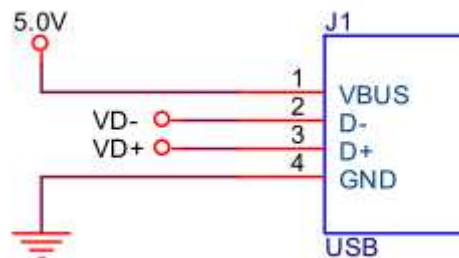 5.0V
J1
1 VBUS
VD- 2 D-
VD+ 3 D+
4 GND
USB